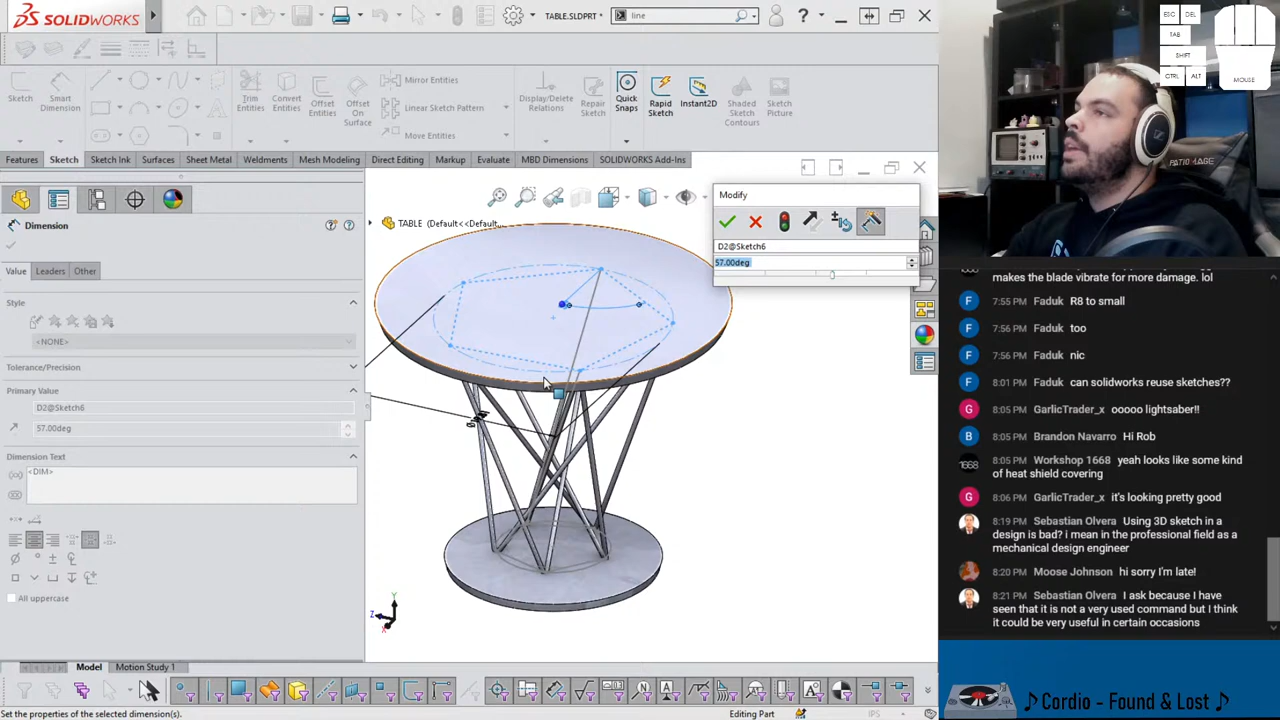 SOLIDWORKS
TABLE.SLDPRT *
line
ESC DEL
TAB
SHIFT
CTRL ALT
MOUSE
Sketch
Smart Dimension
Trim Entities
Convert Entities
Offset Entities
Offset On Surface
Mirror Entities
Linear Sketch Pattern
Move Entities
Display/Delete Relations
Repair Sketch
Quick Snaps
Rapid Sketch
Instant2D
Shaded Sketch Contours
Sketch Picture
Features Sketch Sketch Ink Surfaces Sheet Metal Weldments Mesh Modeling Direct Editing Markup Evaluate MBD Dimensions SOLIDWORKS Add-Ins
Dimension
Value Leaders Other
Style
<NONE>
Tolerance/Precision
Primary Value
D2@Sketch6
57.00deg
Dimension Text
<DIM>
All uppercase
TABLE (Default<<Default...
Modify
D2@Sketch6
57.00deg
Y
Z
X
makes the blade vibrate for more damage. lol
F 7:55 PM Faduk R8 to small
F 7:56 PM Faduk too
F 7:56 PM Faduk nic
F 8:01 PM Faduk can solidworks reuse sketches??
G 8:05 PM GarlicTrader_x ooooo lightsaber!!
B 8:05 PM Brandon Navarro Hi Rob
1668 8:05 PM Workshop 1668 yeah looks like some kind
of heat shield covering
G 8:06 PM GarlicTrader_x it's looking pretty good
8:19 PM Sebastian Olvera Using 3D sketch in a
design is bad? i mean in the professional field as a
mechanical design engineer
8:20 PM Moose Johnson hi sorry I'm late!
8:21 PM Sebastian Olvera I ask because I have
seen that it is not a very used command but I think
it could be very useful in certain occasions
Model Motion Study 1
Set the properties of the selected dimension(s).
Editing Part
IPS
♪ Cordio - Found & Lost ♪